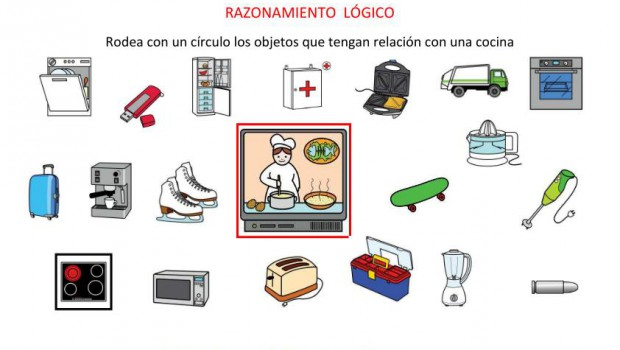 RAZONAMIENTO LÓGICO
Rodea con un círculo los objetos que tengan relación con una cocina